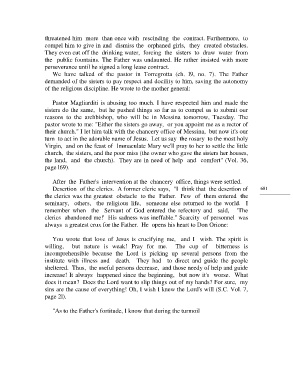 threatened him more than once with rescinding the contract. Furthermore, to
compel him to give in and dismiss the orphaned girls, they created obstacles.
They even cut off the drinking water, forcing the sisters to draw water from
the public fountains. The Father was undaunted. He rather insisted with more
perseverance until he signed a long lease contract.
We have talked of the pastor in Torregrotta (ch. 19, no. 7). The Father
demanded of the sisters to pay respect and docility to him, saving the autonomy
of the religious discipline. He wrote to the mother general:
Pastor Magliarditi is abusing too much. I have respected him and made the
sisters do the same, but he pushed things so far as to compel us to submit our
reasons to the archbishop, who will be in Messina tomorrow, Tuesday. The
pastor wrote to me: "Either the sisters go away, or you appoint me as rector of
their church." I let him talk with the chancery office of Messina, but now it's our
turn to act in the adorable name of Jesus. Let us say the rosary to the most holy
Virgin, and on the feast of Immaculate Mary we'll pray to her to settle the little
church, the sisters, and the poor miss (the owner who gave the sisters her houses,
the land, and the church). They are in need of help and comfort" (Vol. 36,
page 169).
After the Father's intervention at the chancery office, things were settled.
Desertion of the clerics. A former cleric says, "I think that the desertion of
the clerics was the greatest obstacle to the Father. Few of them entered the
seminary, others, the religious life, someone else returned to the world. I
remember when the Servant of God entered the refectory and said, "The
clerics abandoned me! His sadness was ineffable." Scarcity of personnel was
always a greatest crux for the Father. He opens his heart to Don Orione:
601
You wrote that love of Jesus is crucifying me, and I wish. The spirit is
willing, but nature is weak! Pray for me. The cup of bitterness is
incomprehensible because the Lord is picking up several persons from the
institute with illness and death. They had to direct and guide the people
sheltered. Thus, the useful persons decrease, and those needy of help and guide
increase! It always happened since the beginning, but now it's worse. What
does it mean? Does the Lord want to slip things out of my hands? For sure, my
sins are the cause of everything! Oh, I wish I knew the Lord's will (S.C. Vol. 7,
page 21).
"As to the Father's fortitude, I know that during the turmoil